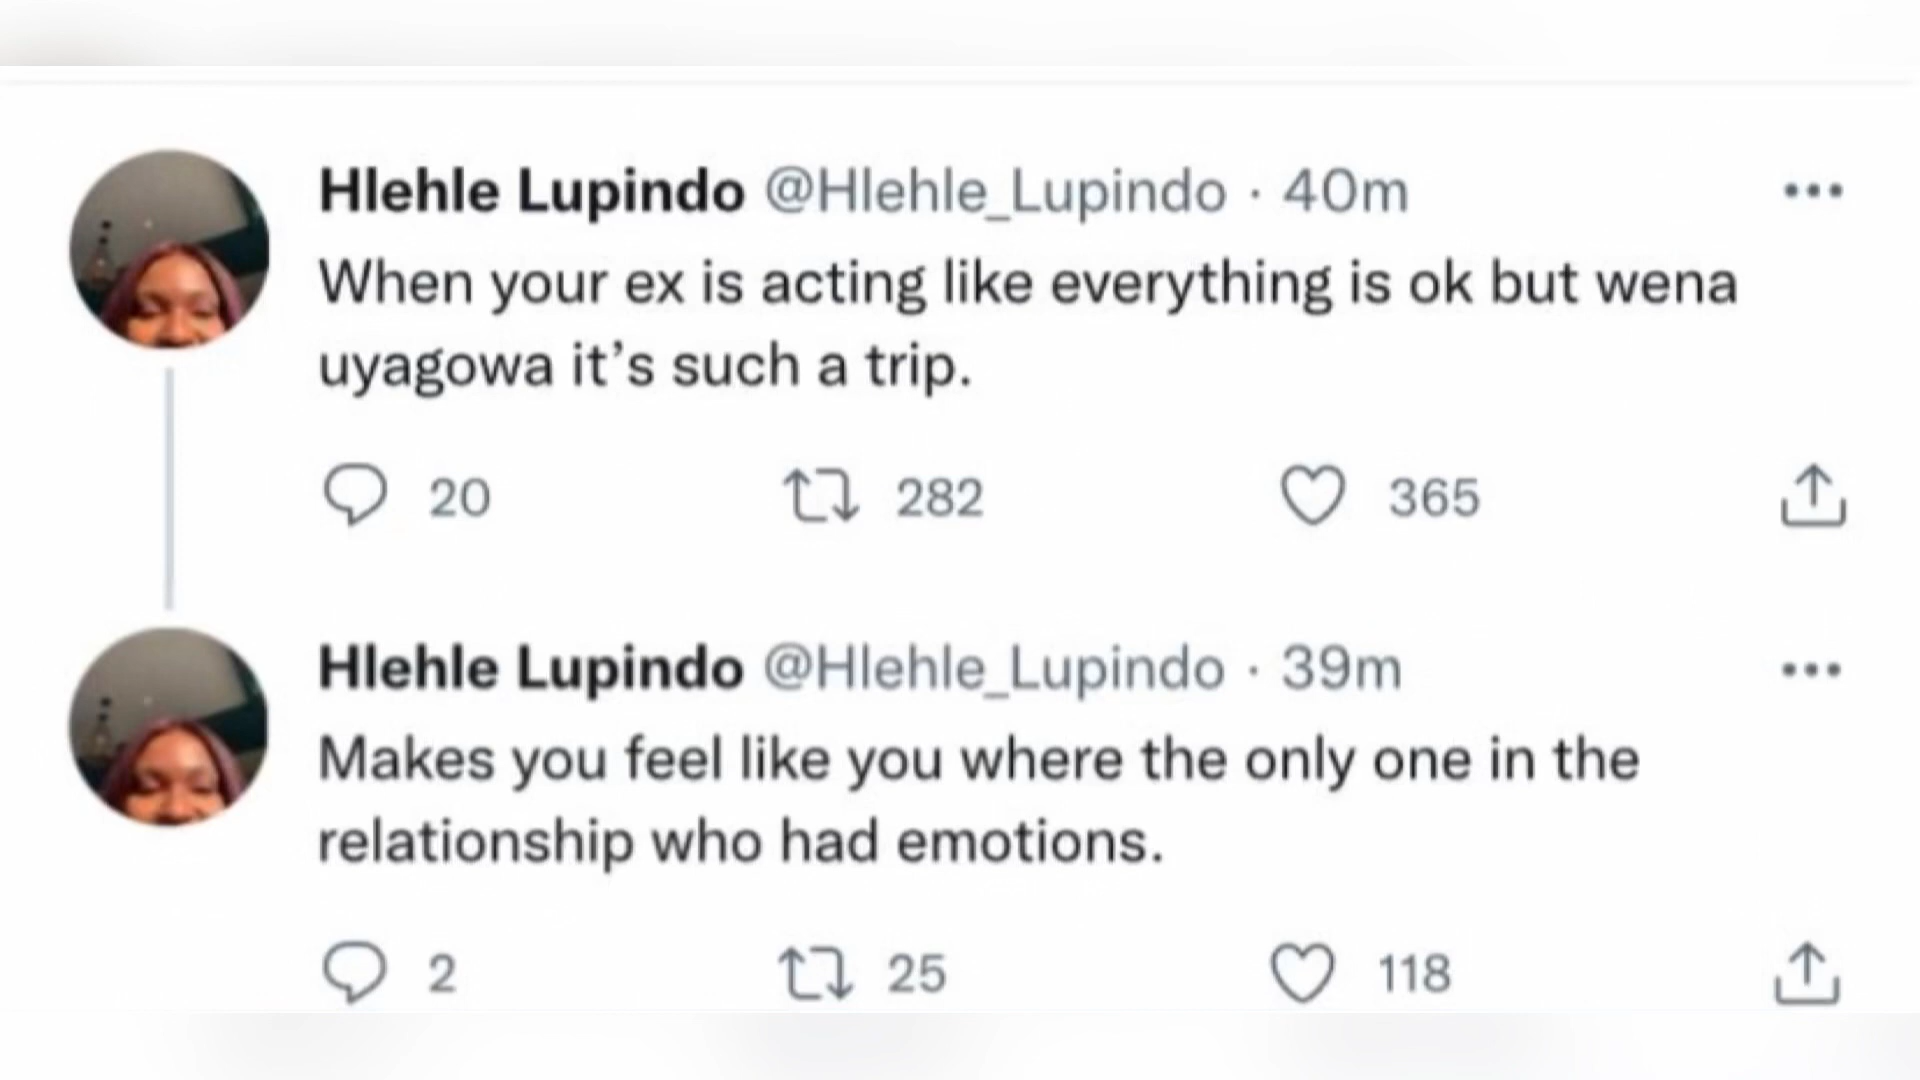 Hlehle Lupindo @Hlehle_Lupindo · 40m
When your ex is acting like everything is ok but wena
uyagowa it’s such a trip.
20 282 365
Hlehle Lupindo @Hlehle_Lupindo · 39m
Makes you feel like you where the only one in the
relationship who had emotions.
2 25 118